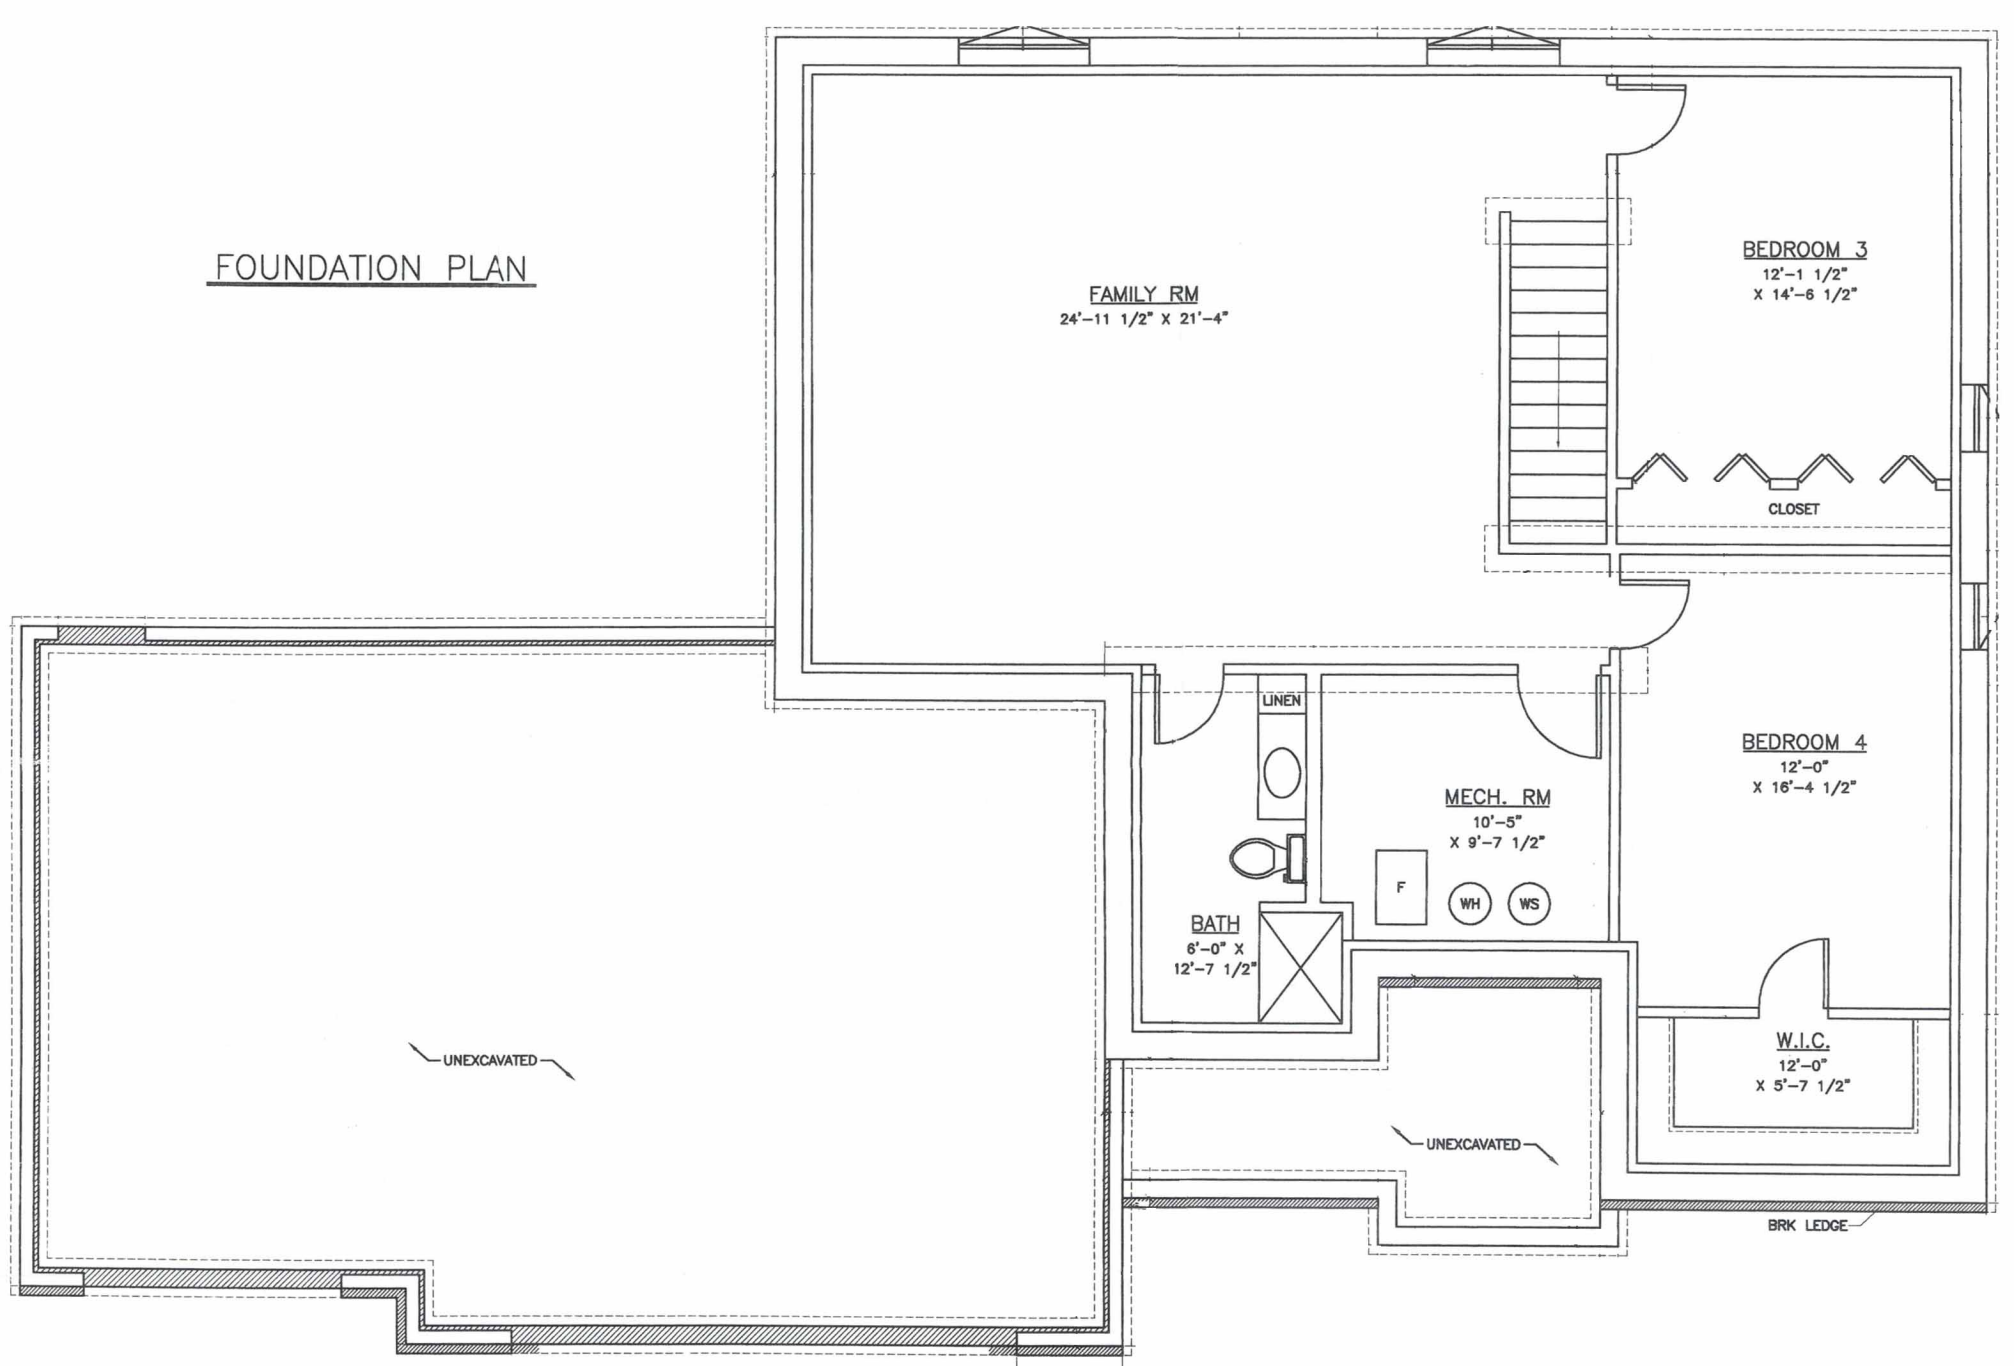 FOUNDATION PLAN
FAMILY RM
24'-11 1/2" X 21'-4"
BEDROOM 3
12'-1 1/2"
X 14'-6 1/2"
CLOSET
LINEN
BEDROOM 4
12'-0"
X 16'-4 1/2"
MECH. RM
10'-5"
X 9'-7 1/2"
F
WH
WS
BATH
6'-0" X
12'-7 1/2"
W.I.C.
12'-0"
X 5'-7 1/2"
UNEXCAVATED
UNEXCAVATED
BRK LEDGE